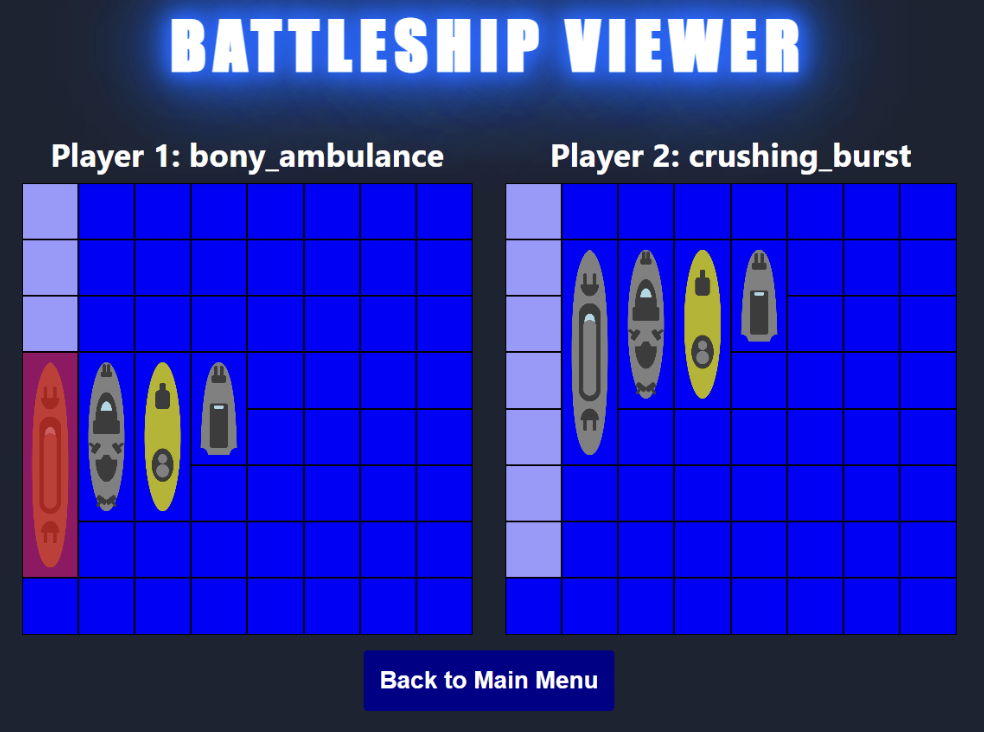 BATTLESHIP VIEWER
Player 1: bony_ambulance
Player 2: crushing_burst
Back to Main Menu